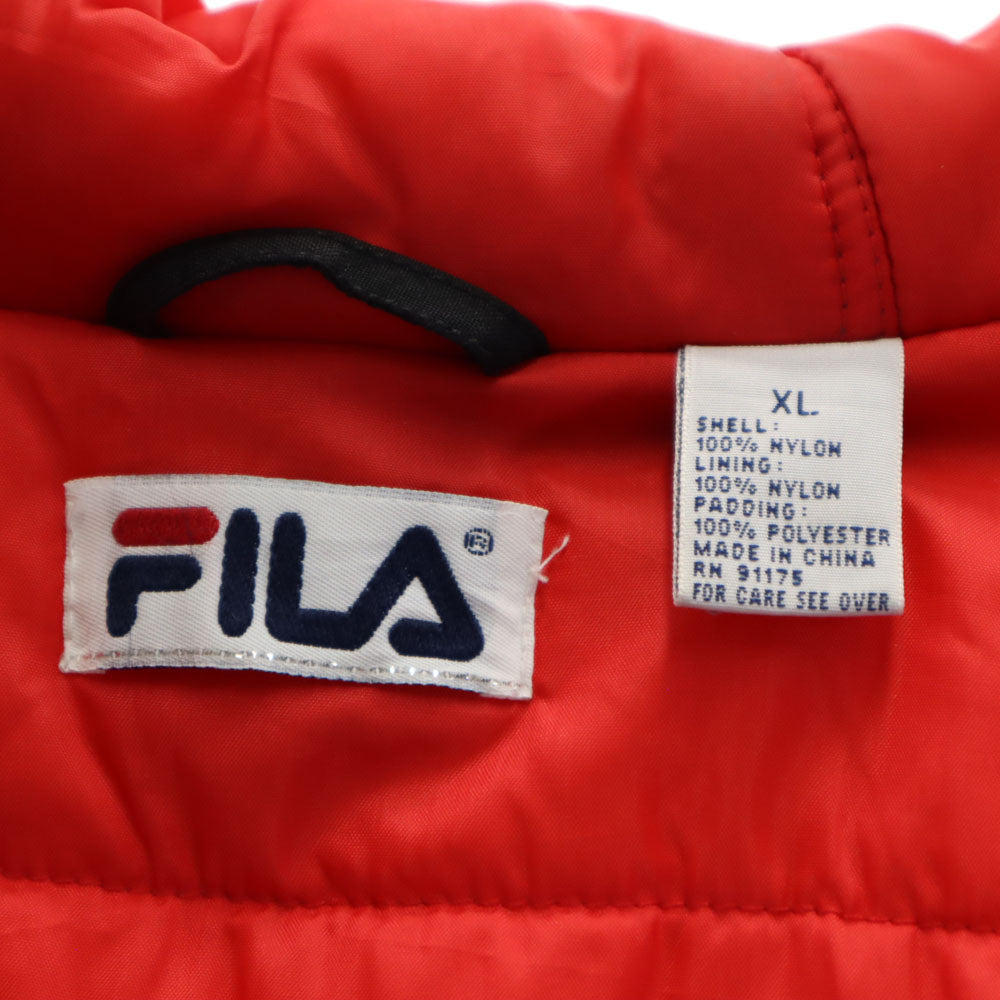 FILA®
XL
SHELL:
100% NYLON
LINING:
100% NYLON
PADDING:
100% POLYESTER
MADE IN CHINA
RN 91175
FOR CARE SEE OVER